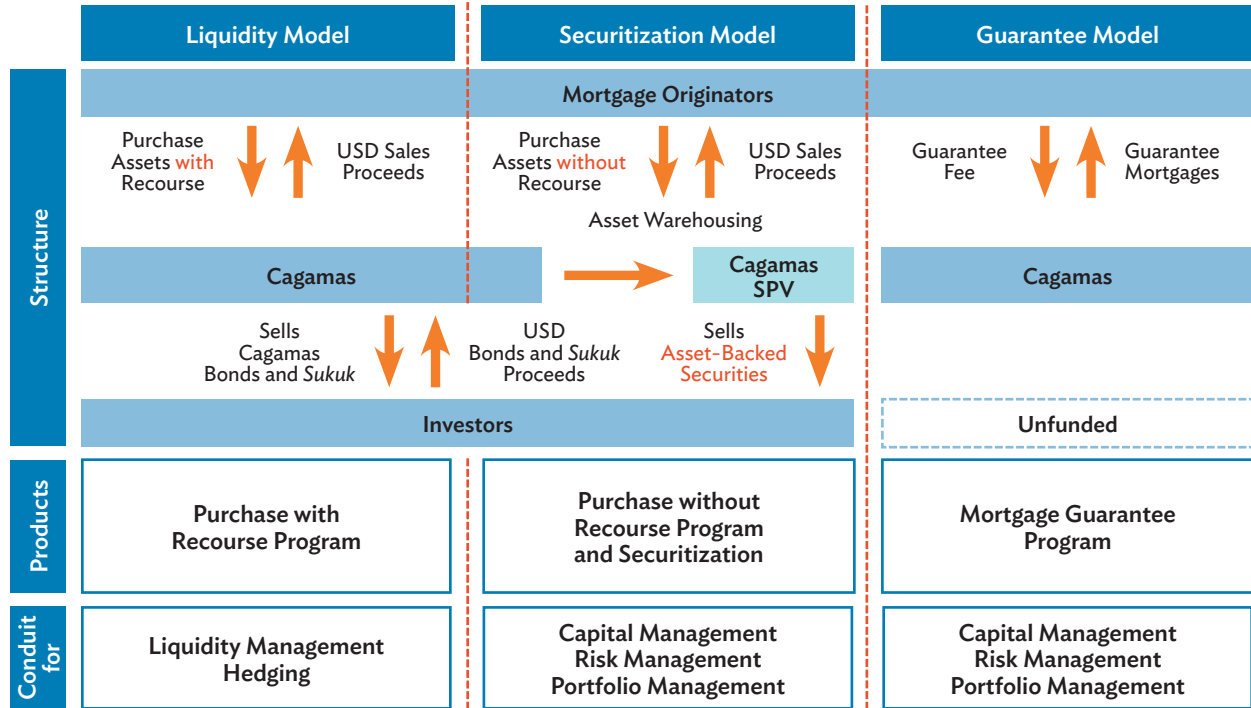 Liquidity Model
Securitization Model
Guarantee Model
Structure
Mortgage Originators
Purchase
Assets with
Recourse
USD Sales
Proceeds
Purchase
Assets without
Recourse
USD Sales
Proceeds
Guarantee
Fee
Guarantee
Mortgages
Asset Warehousing
Cagamas
Cagamas
SPV
Cagamas
Sells
Cagamas
Bonds and Sukuk
USD
Bonds and Sukuk
Proceeds
Sells
Asset-Backed
Securities
Investors
Unfunded
Products
Purchase with
Recourse Program
Purchase without
Recourse Program
and Securitization
Mortgage Guarantee
Program
Conduit
for
Liquidity Management
Hedging
Capital Management
Risk Management
Portfolio Management
Capital Management
Risk Management
Portfolio Management